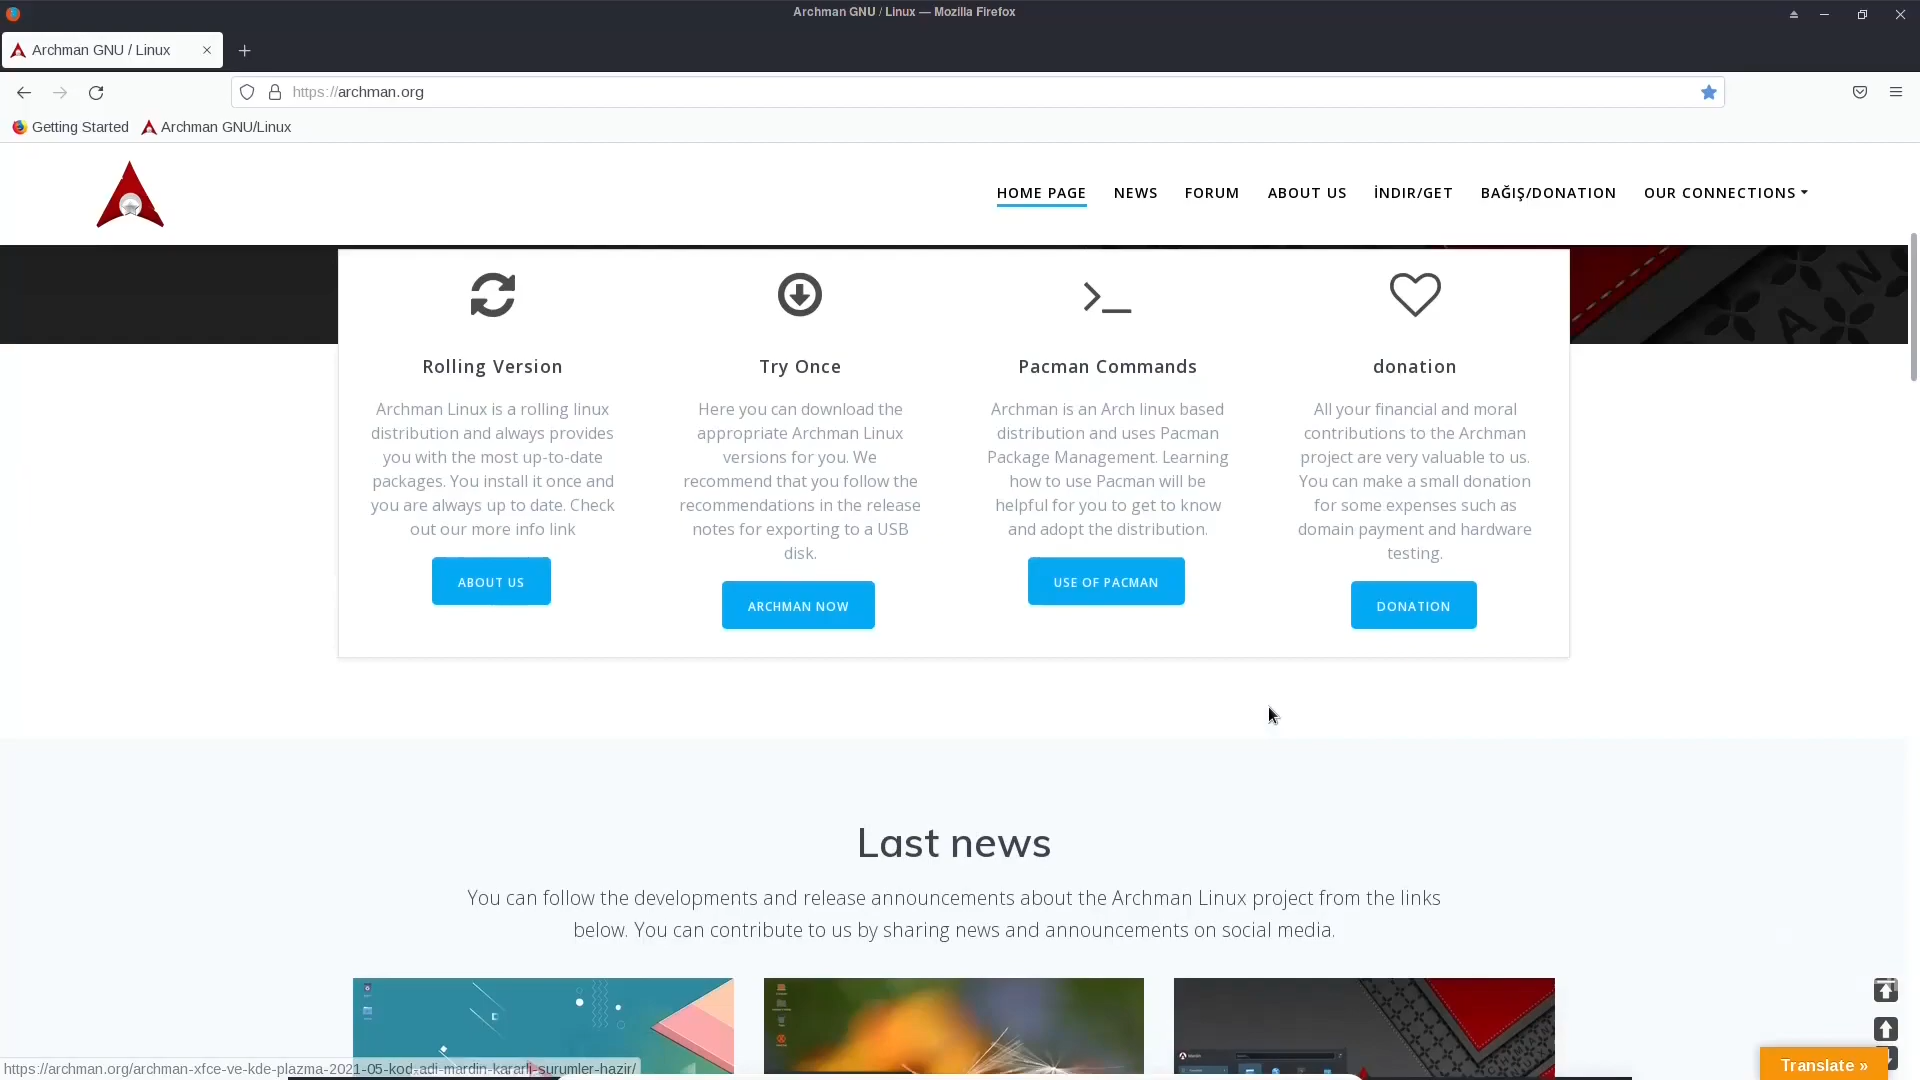 Archman GNU / Linux — Mozilla Firefox
Archman GNU / Linux
https://archman.org
Getting Started
Archman GNU/Linux
HOME PAGE
NEWS
FORUM
ABOUT US
İNDIR/GET
BAĞIŞ/DONATION
OUR CONNECTIONS
Rolling Version
Archman Linux is a rolling linux
distribution and always provides
you with the most up-to-date
packages. You install it once and
you are always up to date. Check
out our more info link
ABOUT US
Try Once
Here you can download the
appropriate Archman Linux
versions for you. We
recommend that you follow the
recommendations in the release
notes for exporting to a USB
disk.
ARCHMAN NOW
Pacman Commands
Archman is an Arch linux based
distribution and uses Pacman
Package Management. Learning
how to use Pacman will be
helpful for you to get to know
and adopt the distribution.
USE OF PACMAN
donation
All your financial and moral
contributions to the Archman
project are very valuable to us.
You can make a small donation
for some expenses such as
domain payment and hardware
testing.
DONATION
Last news
You can follow the developments and release announcements about the Archman Linux project from the links
below. You can contribute to us by sharing news and announcements on social media.
https://archman.org/archman-xfce-ve-kde-plazma-2021-05-kod-adi-mardin-kararli-surumler-hazir/
Translate »